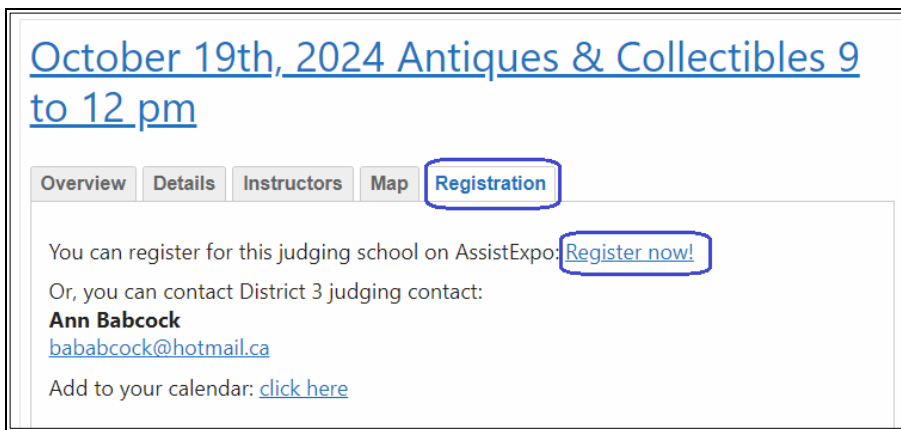 October 19th, 2024 Antiques & Collectibles 9
to 12 pm
Overview Details Instructors Map Registration
You can register for this judging school on AssistExpo: Register now!
Or, you can contact District 3 judging contact:
Ann Babcock
bababcock@hotmail.ca
Add to your calendar: click here